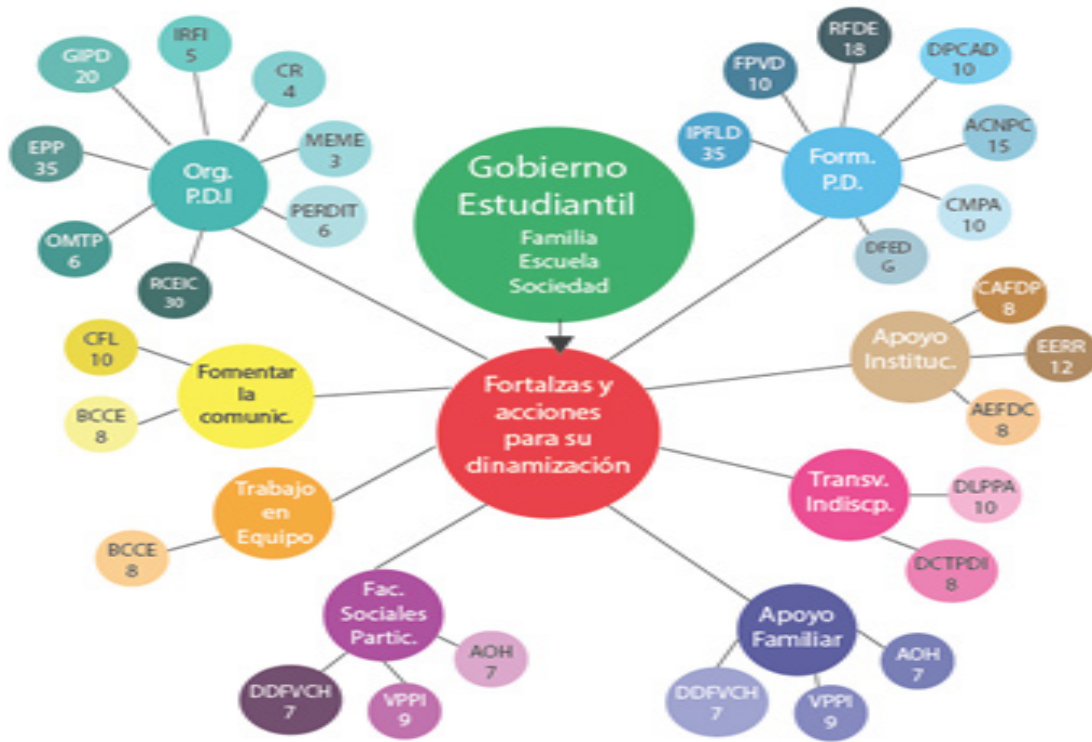 GIPD
20
IRFI
5
CR
4
MEME
3
PERDIT
6
RCEIC
30
OMTP
6
EPP
35
Org.
P.D.I
Gobierno
Estudiantil
Familia
Escuela
Sociedad
IPFLD
35
FPVD
10
RFDE
18
DPCAD
10
ACNPC
15
CMPA
10
DFED
G
Form.
P.D.
CFL
10
BCCE
8
Fomentar
la
comunic.
Fortalzas y
acciones
para su
dinamización
Apoyo
Instituc.
CAFDP
8
EERR
12
AEFDC
8
Trabajo
en
Equipo
BCCE
8
Transv.
Indiscp.
DLPPA
10
DCTPDI
8
Fac.
Sociales
Partic.
DDFVCH
7
VPPI
9
AOH
7
Apoyo
Familiar
DDFVCH
7
VPPI
9
AOH
7